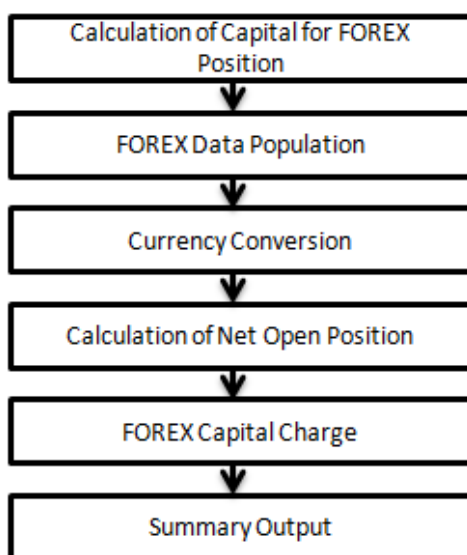 Calculation of Capital for FOREX
Position
FOREX Data Population
Currency Conversion
Calculation of Net Open Position
FOREX Capital Charge
Summary Output